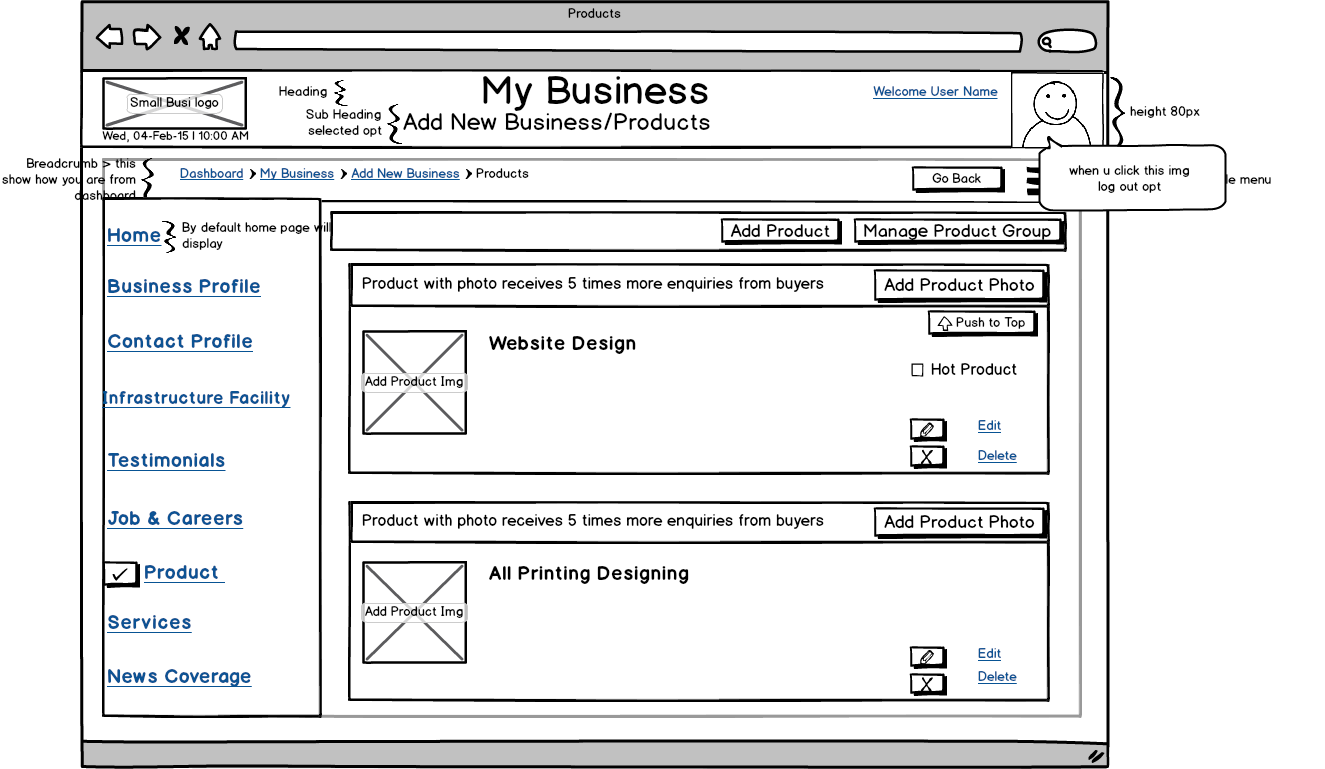 Products
Small Busi logo
Wed, 04-Feb-15 I 10:00 AM
Heading
My Business
Sub Heading
selected opt
Add New Business/Products
Welcome User Name
height 80px
when u click this img
log out opt
le menu
Breadcrumb > this
show how you are from
dashboard
Dashboard
My Business
Add New Business
Products
Go Back
Home
By default home page will
display
Business Profile
Contact Profile
Infrastructure Facility
Testimonials
Job & Careers
Product
Services
News Coverage
Add Product
Manage Product Group
Product with photo receives 5 times more enquiries from buyers
Add Product Photo
Push to Top
Add Product Img
Website Design
Hot Product
Edit
X
Delete
Product with photo receives 5 times more enquiries from buyers
Add Product Photo
Add Product Img
All Printing Designing
Edit
X
Delete